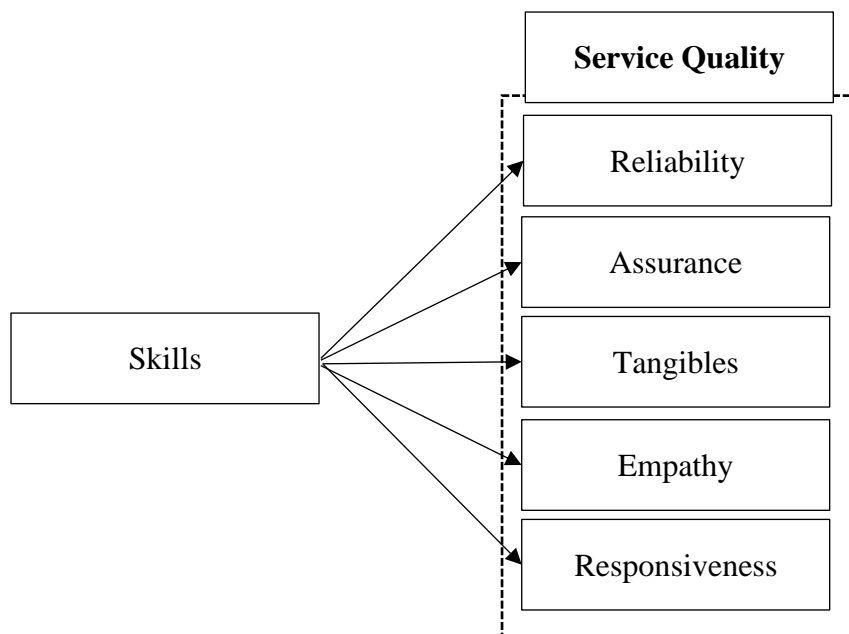 Service Quality
Reliability
Assurance
Skills
Tangibles
Empathy
Responsiveness